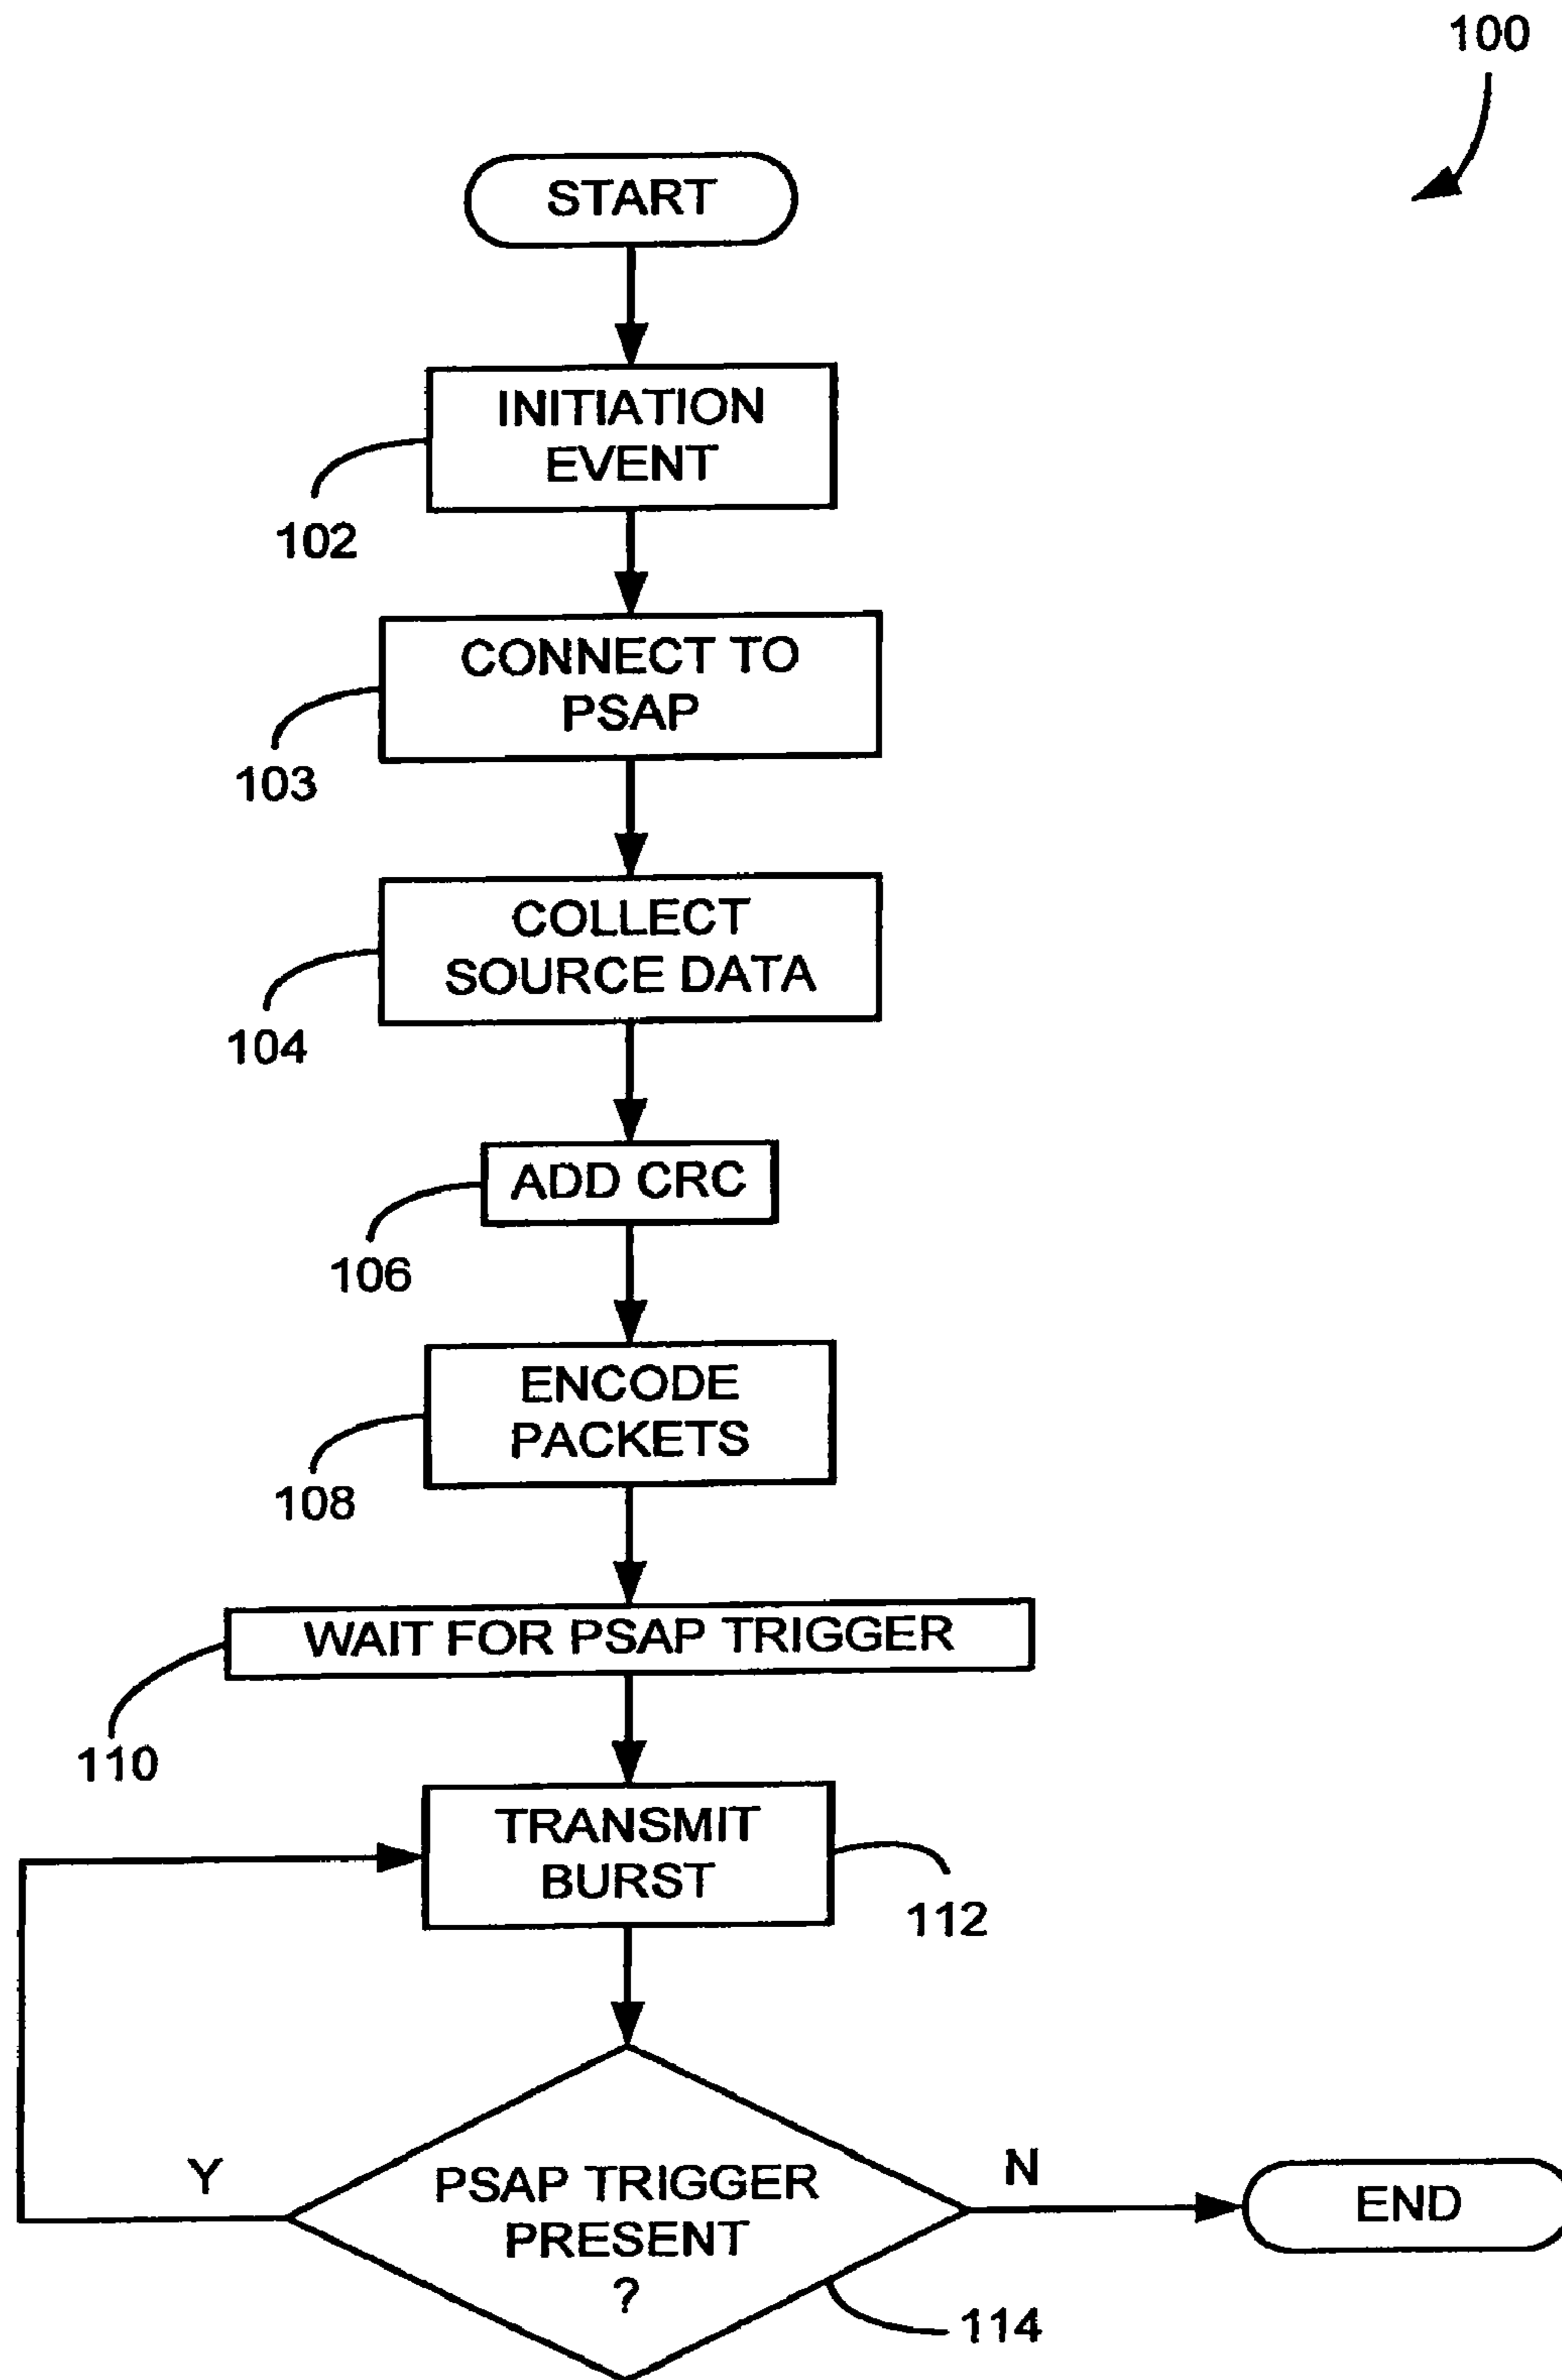 100
START
INITIATION
EVENT
102
CONNECT TO
PSAP
103
COLLECT
SOURCE DATA
104
ADD CRC
106
ENCODE
PACKETS
108
WAIT FOR PSAP TRIGGER
110
TRANSMIT
BURST
112
Y
PSAP TRIGGER
PRESENT
?
N
END
114